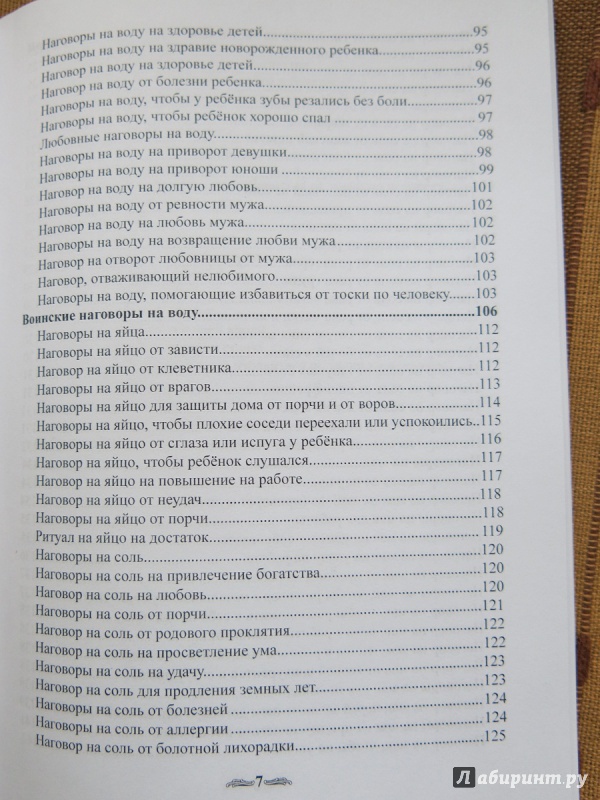 Наговоры на воду на здоровье детей.....95
Наговоры на воду на здравие новорожденного ребенка.....95
Наговор на воду на здоровье детей.....96
Наговор на воду от болезни ребенка.....96
Наговоры на воду, чтобы у ребёнка зубы резались без боли.....97
Наговоры на воду, чтобы ребёнок хорошо спал.....97
Любовные наговоры на воду.....98
Наговоры на воду на приворот девушки.....98
Наговоры на воду на приворот юноши.....99
Наговор на воду на долгую любовь.....101
Наговоры на воду от ревности мужа.....102
Наговор на воду на любовь мужа.....102
Наговоры на воду на возвращение любви мужа.....102
Наговор на отворот любовницы от мужа.....103
Наговор, отваживающий нелюбимого.....103
Наговоры на воду, помогающие избавиться от тоски по человеку.....103
Воинские наговоры на воду.....106
Наговоры на яйца.....112
Наговоры на яйцо от зависти.....112
Наговор на яйцо от клеветника.....112
Наговоры на яйцо от врагов.....113
Наговоры на яйцо для защиты дома от порчи и от воров.....114
Наговоры на яйцо, чтобы плохие соседи переехали или успокоились..115
Наговоры на яйцо от сглаза или испуга у ребёнка.....116
Наговор на яйцо, чтобы ребёнок слушался.....117
Наговор на яйцо на повышение на работе.....117
Наговор на яйцо от неудач.....118
Наговоры на яйцо от порчи.....118
Ритуал на яйцо на достаток.....119
Наговоры на соль.....120
Наговоры на соль на привлечение богатства.....120
Наговор на соль на любовь.....120
Наговоры на соль от порчи.....121
Наговор на соль от родового проклятия.....122
Наговор на соль на просветление ума.....122
Наговоры на соль на удачу.....123
Наговор на соль для продления земных лет.....123
Наговор на соль от болезней.....124
Наговоры на соль от аллергии.....124
Наговор на соль от болотной лихорадки.....125
7
Лабиринт.ру